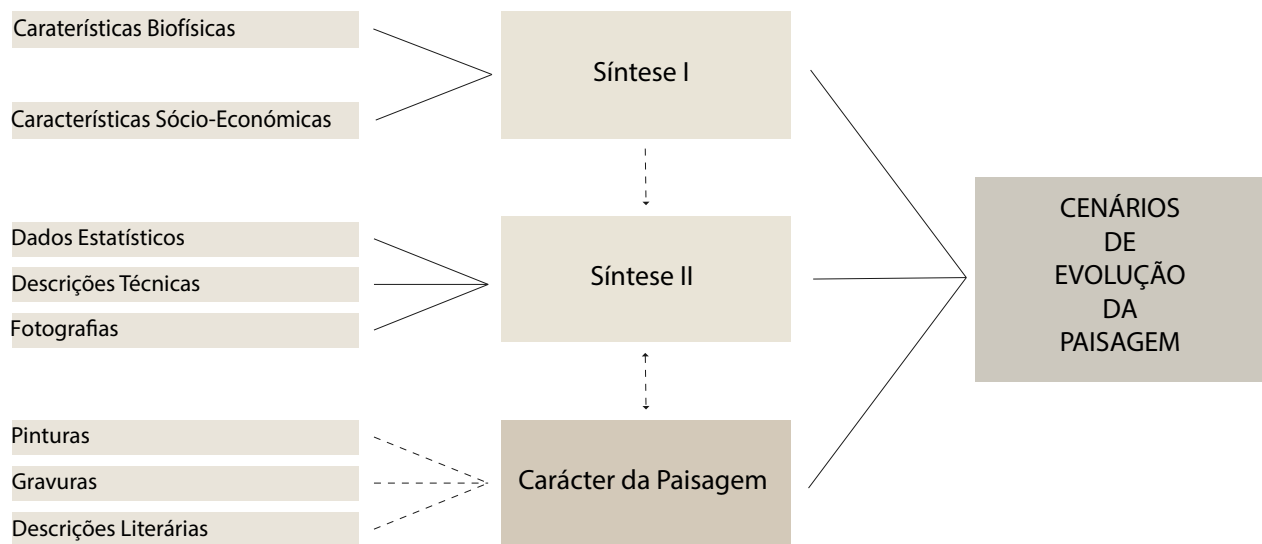 Caraterísticas Biofísicas
Características Sócio-Económicas
Síntese I
Dados Estatísticos
Descrições Técnicas
Fotografias
Síntese II
Pinturas
Gravuras
Descrições Literárias
Carácter da Paisagem
CENÁRIOS
DE
EVOLUÇÃO
DA
PAISAGEM